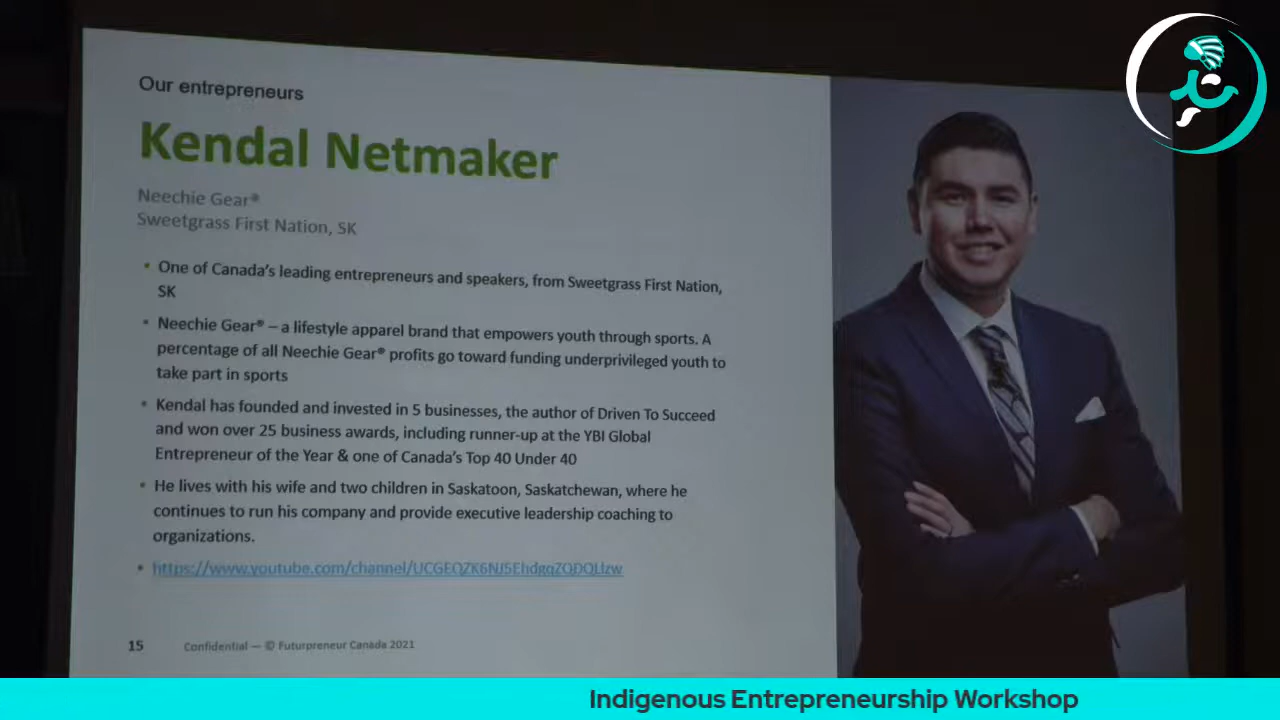 Our entrepreneurs
Kendal Netmaker
Neechie Gear®
Sweetgrass First Nation, SK
• One of Canada's leading entrepreneurs and speakers, from Sweetgrass First Nation,
SK
• Neechie Gear® – a lifestyle apparel brand that empowers youth through sports. A
percentage of all Neechie Gear® profits go toward funding underprivileged youth to
take part in sports
• Kendal has founded and invested in 5 businesses, the author of Driven To Succeed
and won over 25 business awards, including runner-up at the YBI Global
Entrepreneur of the Year & one of Canada's Top 40 Under 40
• He lives with his wife and two children in Saskatoon, Saskatchewan, where he
continues to run his company and provide executive leadership coaching to
organizations.
15 Confidential — © Futurpreneur Canada 2021
Indigenous Entrepreneurship Workshop